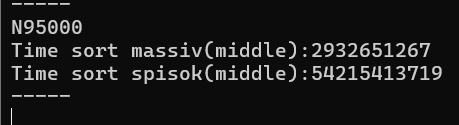 -----
N95000
Time sort massiv(middle):2932651267
Time sort spisok(middle):54215413719
-----